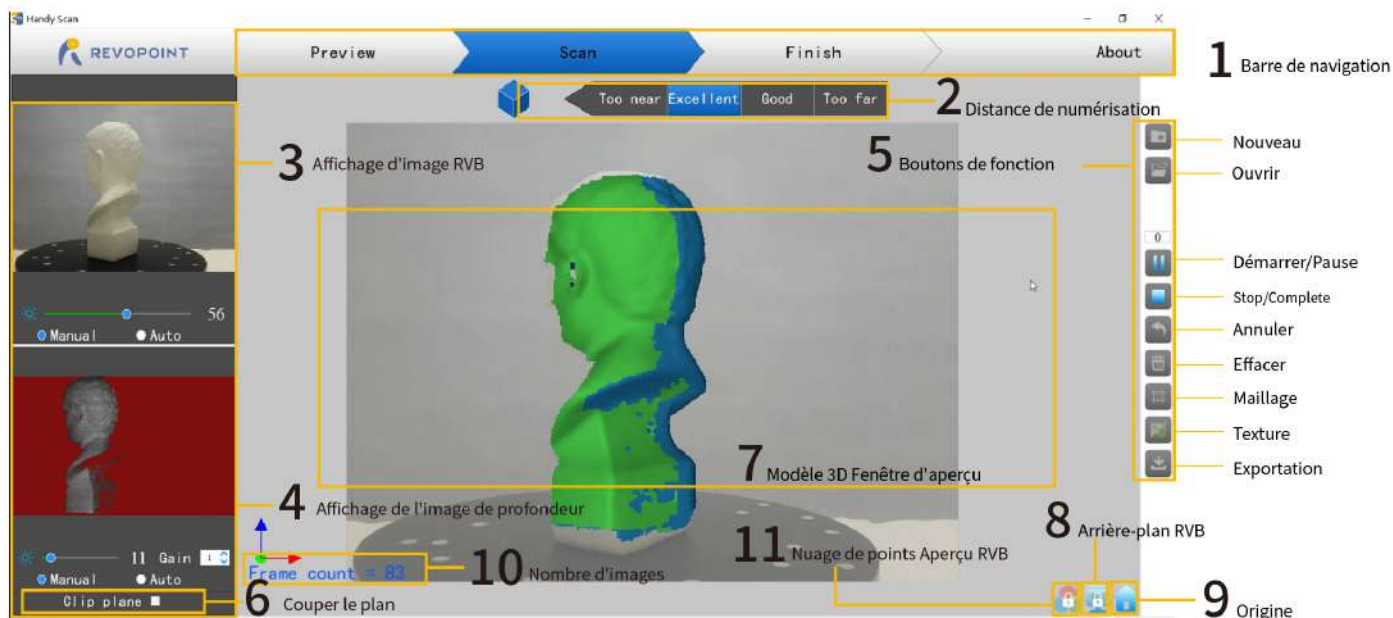 Handy Scan
REVOPOINT
Preview
Scan
Finish
About
1 Barre de navigation
Too near Excellent Good Too far
2 Distance de numérisation
3 Affichage d'image RVB
5 Boutons de fonction
Nouveau
Ouvrir
0
Démarrer/Pause
Stop/Complete
Annuler
Effacer
Maillage
Texture
Exportation
56
Manual Auto
7 Modèle 3D Fenêtre d'aperçu
4 Affichage de l'image de profondeur
8 Arrière-plan RVB
11 Nuage de points Aperçu RVB
11 Gain 1
Manual Auto
Frame count = 83
10 Nombre d'images
Clip plane
6 Couper le plan
9 Origine